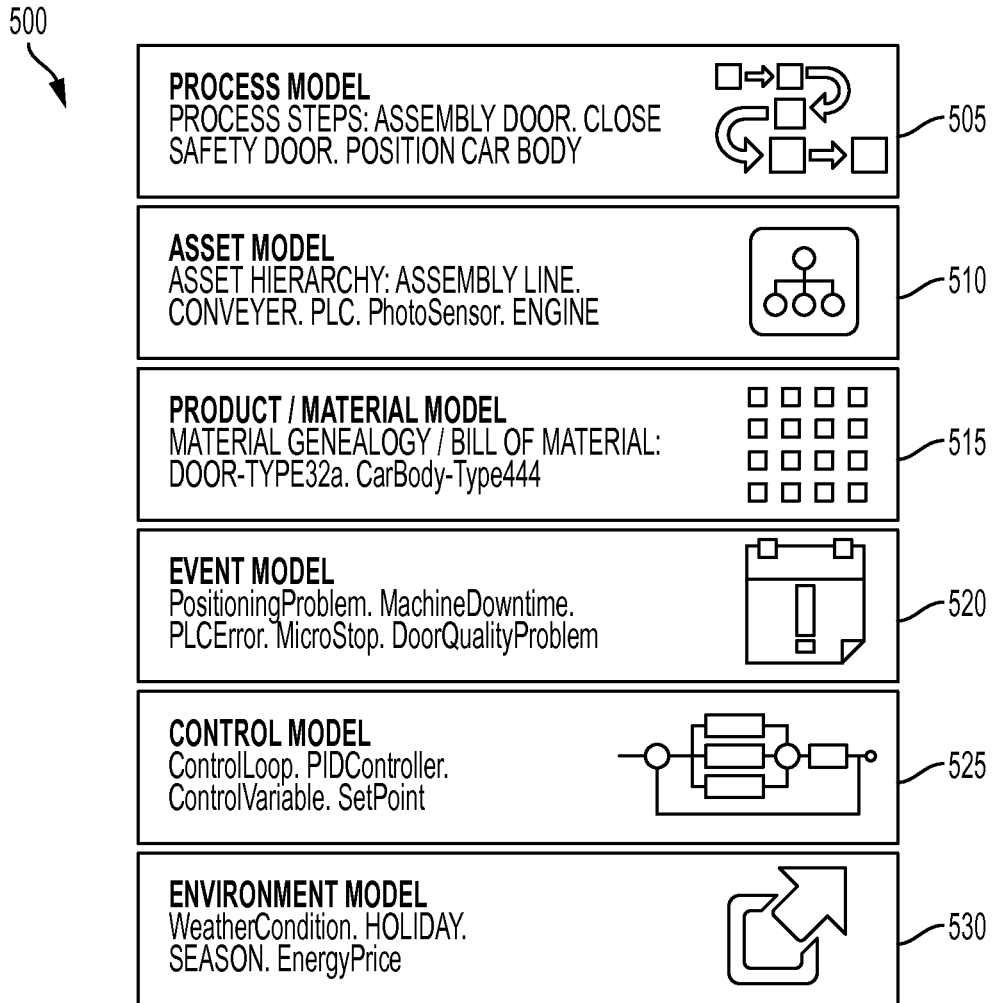 500
PROCESS MODEL
PROCESS STEPS: ASSEMBLY DOOR. CLOSE
SAFETY DOOR. POSITION CAR BODY
505
ASSET MODEL
ASSET HIERARCHY: ASSEMBLY LINE.
CONVEYER. PLC. PhotoSensor. ENGINE
510
PRODUCT / MATERIAL MODEL
MATERIAL GENEALOGY / BILL OF MATERIAL:
DOOR-TYPE32a. CarBody-Type444
515
EVENT MODEL
PositioningProblem. MachineDowntime.
PLCError. MicroStop. DoorQualityProblem
520
CONTROL MODEL
ControlLoop. PIDController.
ControlVariable. SetPoint
525
ENVIRONMENT MODEL
WeatherCondition. HOLIDAY.
SEASON. EnergyPrice
530